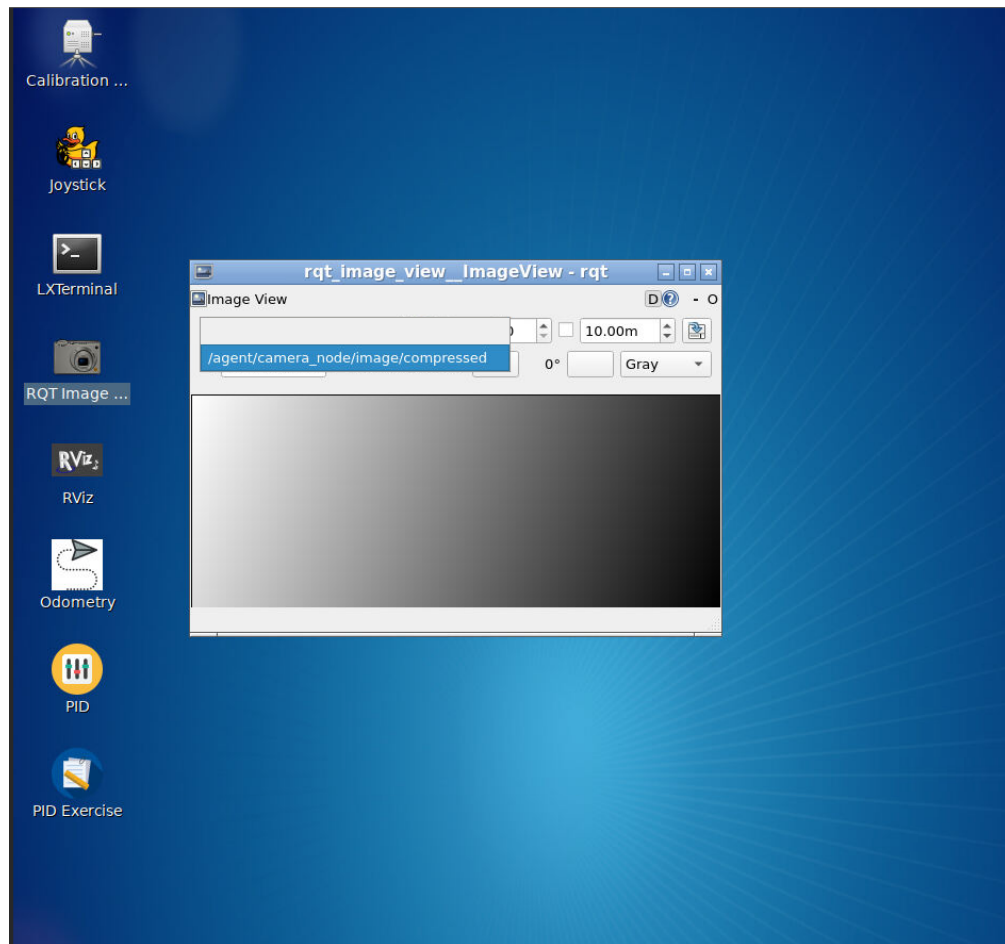 Calibration ...
Joystick
LXTerminal
RQT Image ...
RViz
RViz
Odometry
PID
PID Exercise
rqt_image_view__ImageView - rqt
Image View
D
- O
/agent/camera_node/image/compressed
10.00m
0°
Gray